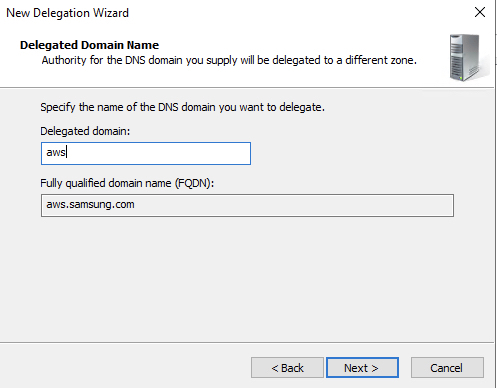 New Delegation Wizard
Delegated Domain Name
Authority for the DNS domain you supply will be delegated to a different zone.
Specify the name of the DNS domain you want to delegate.
Delegated domain:
aws
Fully qualified domain name (FQDN):
aws.samsung.com
< Back
Next >
Cancel